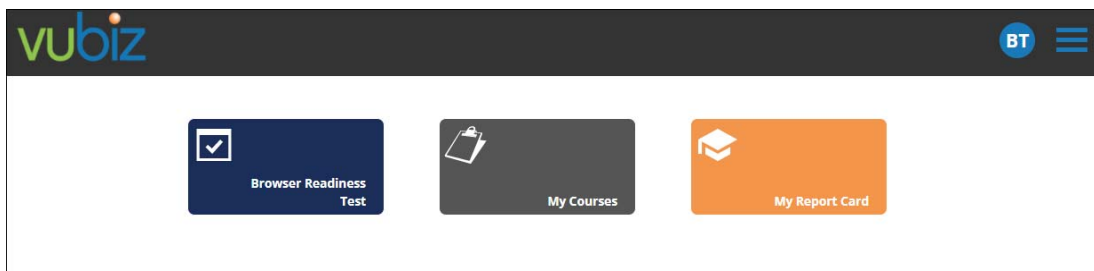 vubiz
BT
Browser Readiness
Test
My Courses
My Report Card